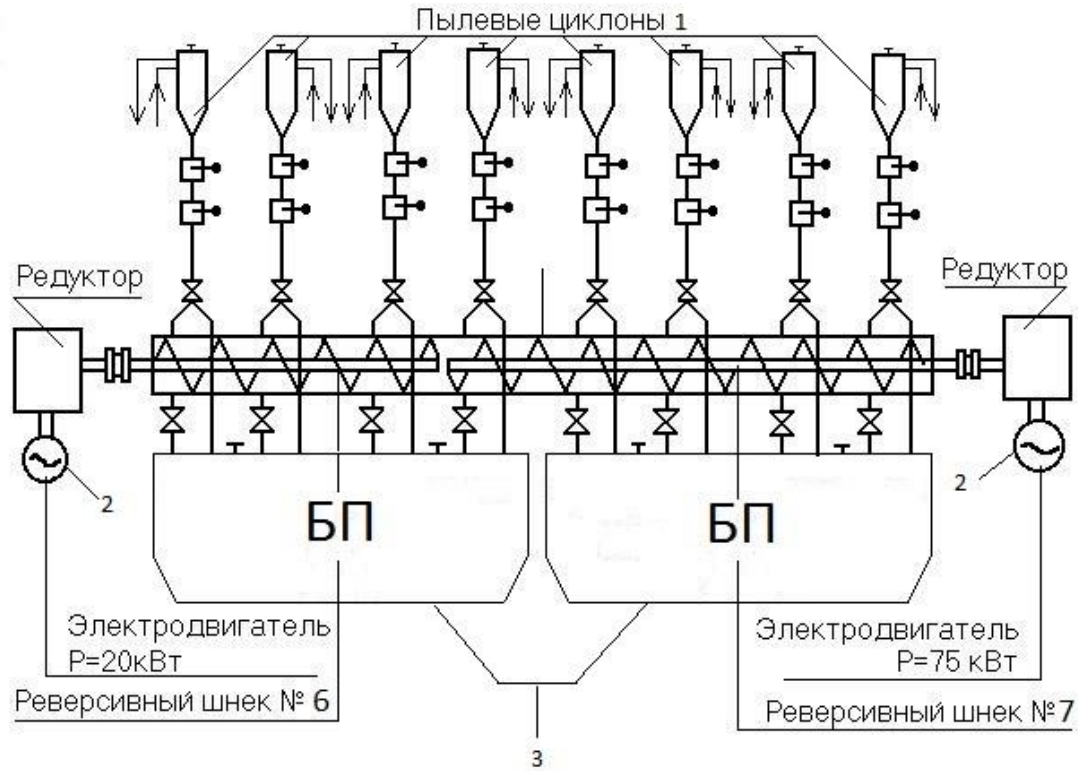 Пылевые циклоны 1
Редуктор
Редуктор
2
2
БП
БП
Электродвигатель
P=20кВт
Электродвигатель
P=75 кВт
Реверсивный шнек № 6
Реверсивный шнек №7
3